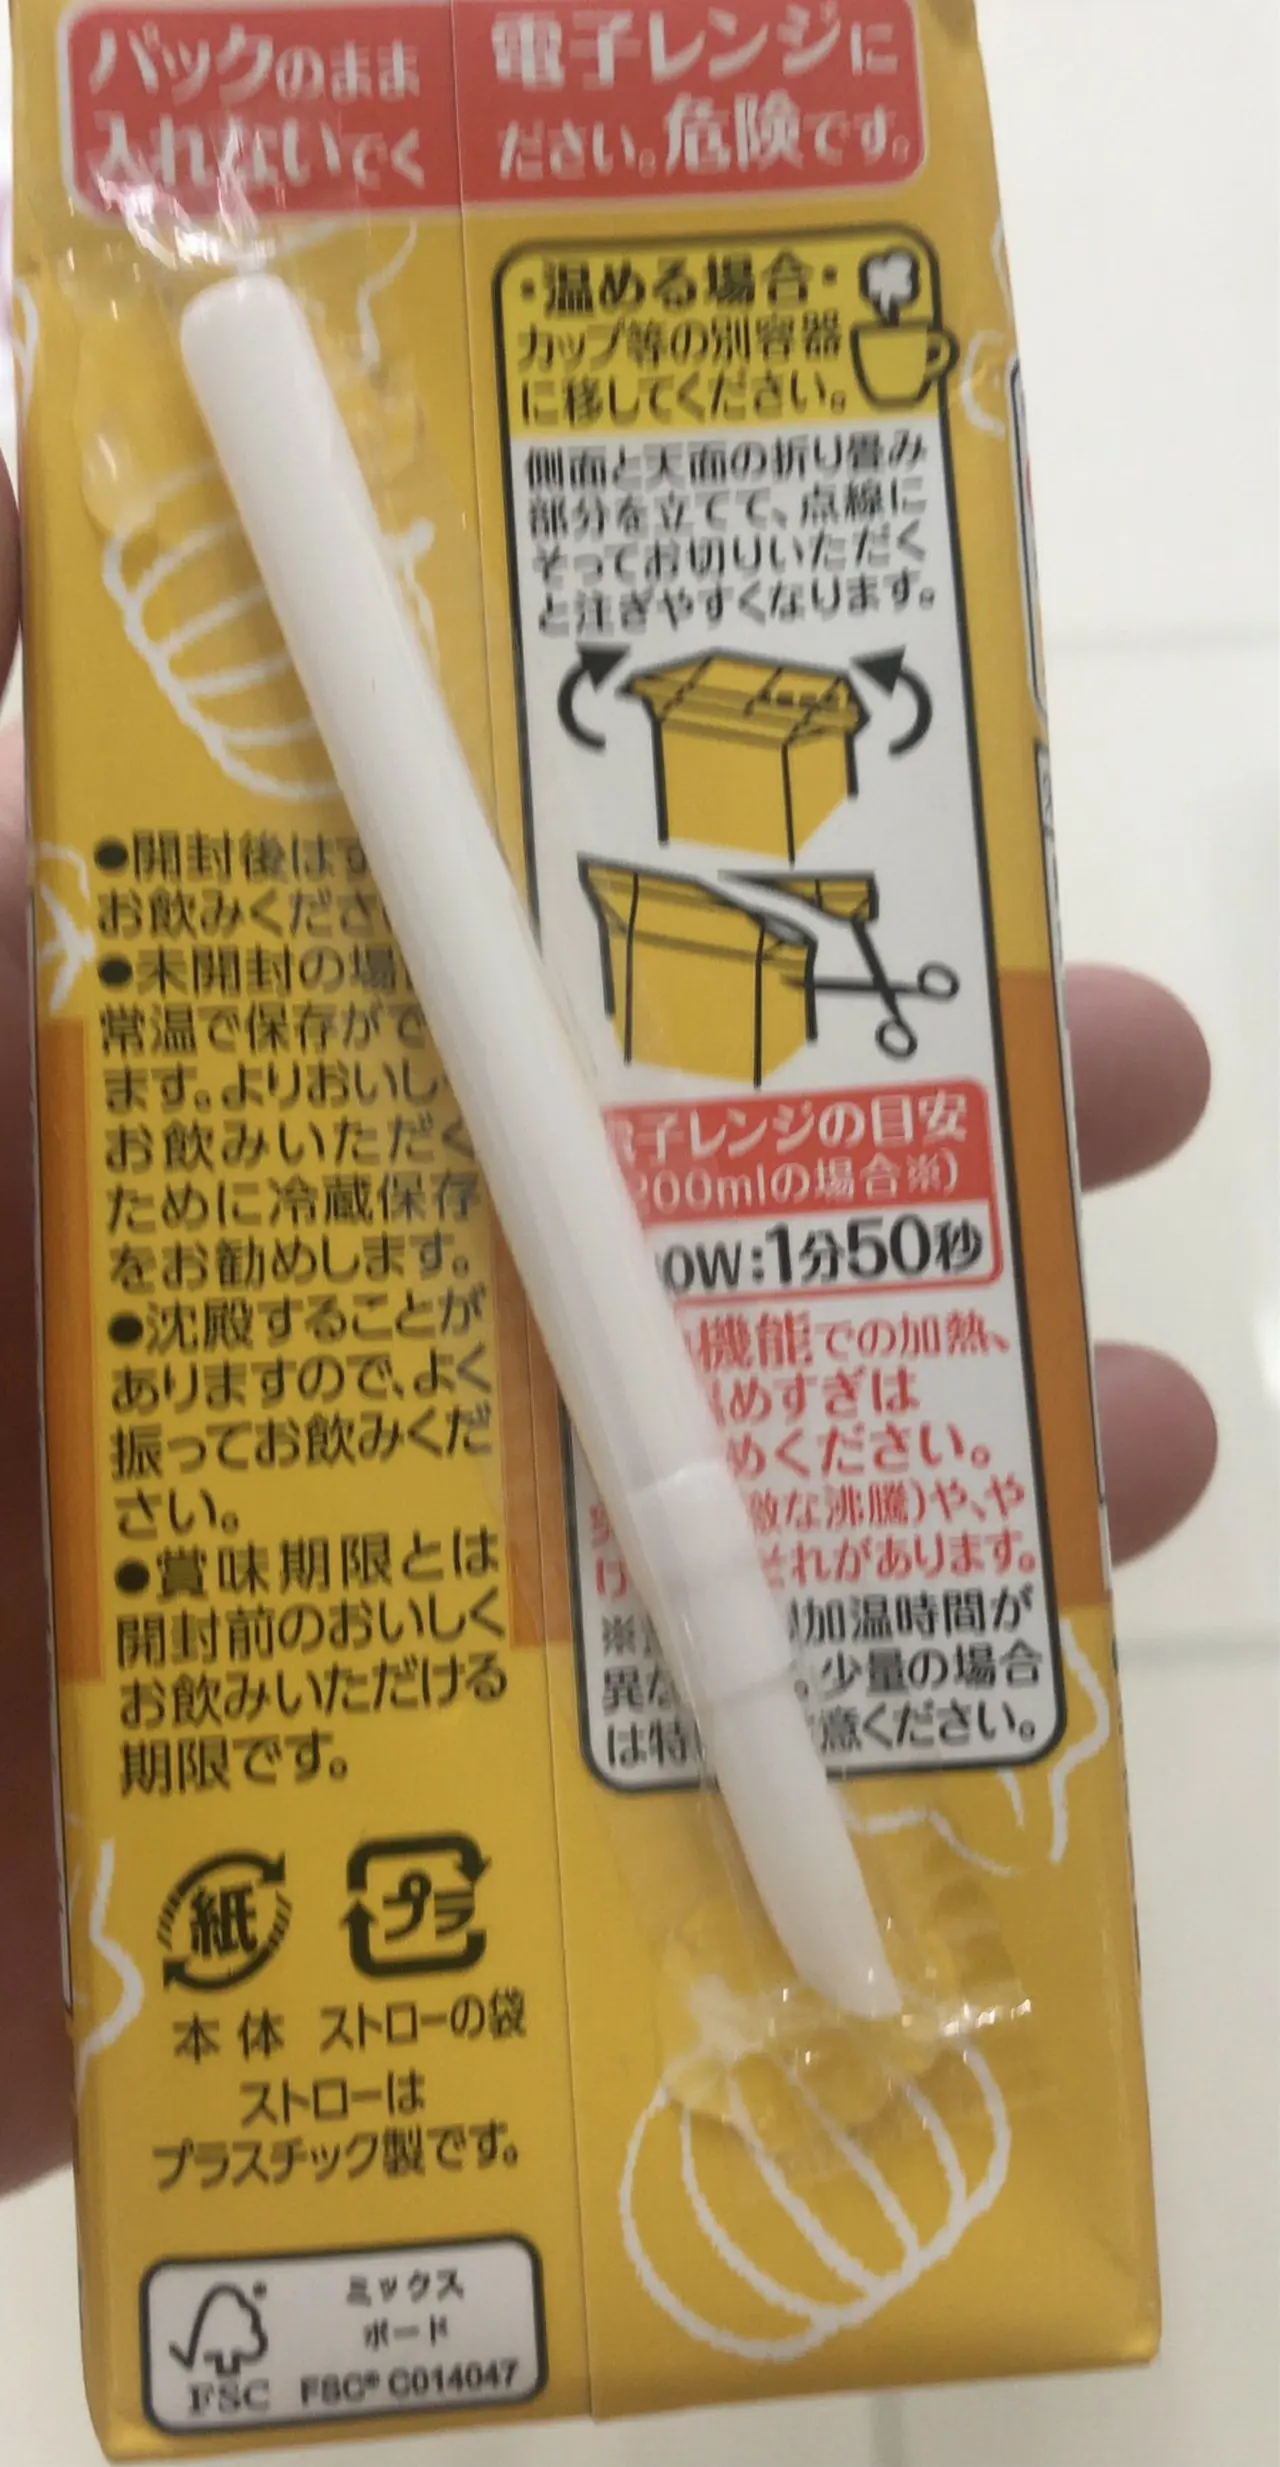 パックのまま 電子レンジに
入れないでください。危険です。
・温める場合・
カップ等の別容器
に移してください。
側面と天面の折り畳み
部分を立てて、点線に
そってお切りいただく
と注ぎやすくなります。
子レンジの目安
00mlの場合※)
0W:1分50秒
機能での加熱、
めすぎは
めください。
な沸騰)や、や
け それがあります。
※ 加温時間が
異な 。少量の場合
は特 意ください。
●開封後はす
お飲みくださ
●未開封の場
常温で保存がで
ます。よりおいし
お飲みいただく
ために冷蔵保存
をお勧めします。
●沈殿することが
ありますので、よく
振ってお飲みくだ
さい。
●賞味期限とは
開封前のおいしく
お飲みいただける
期限です。
紙 プラ
本体 ストローの袋
ストローは
プラスチック製です。
ミックス
ボード
FSC FSC® C014047